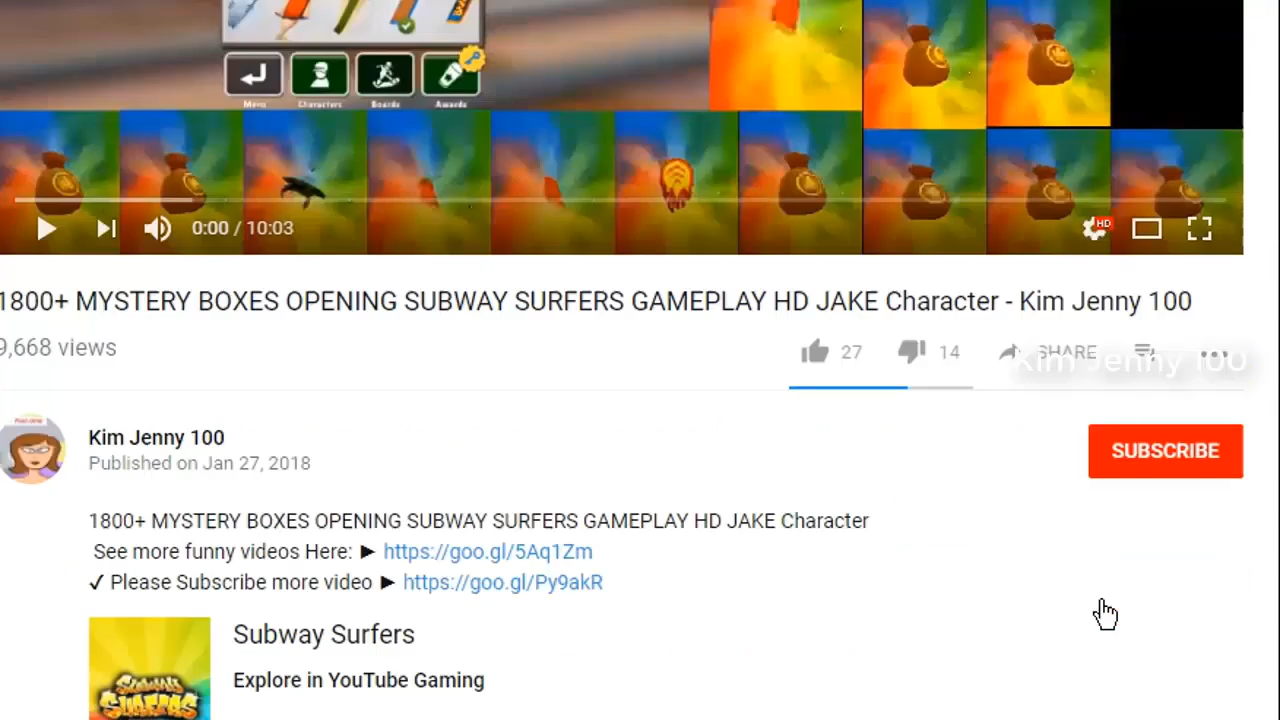 Menu Characters Boards Awards
0:00 / 10:03
HD
1800+ MYSTERY BOXES OPENING SUBWAY SURFERS GAMEPLAY HD JAKE Character - Kim Jenny 100
9,668 views
27 14 SHARE
Kim Jenny 100
Kim Jenny 100
Published on Jan 27, 2018
SUBSCRIBE
1800+ MYSTERY BOXES OPENING SUBWAY SURFERS GAMEPLAY HD JAKE Character
See more funny videos Here: ► https://goo.gl/5Aq1Zm
✓ Please Subscribe more video ► https://goo.gl/Py9akR
Subway Surfers
Explore in YouTube Gaming
SUBWAY
SURFERS